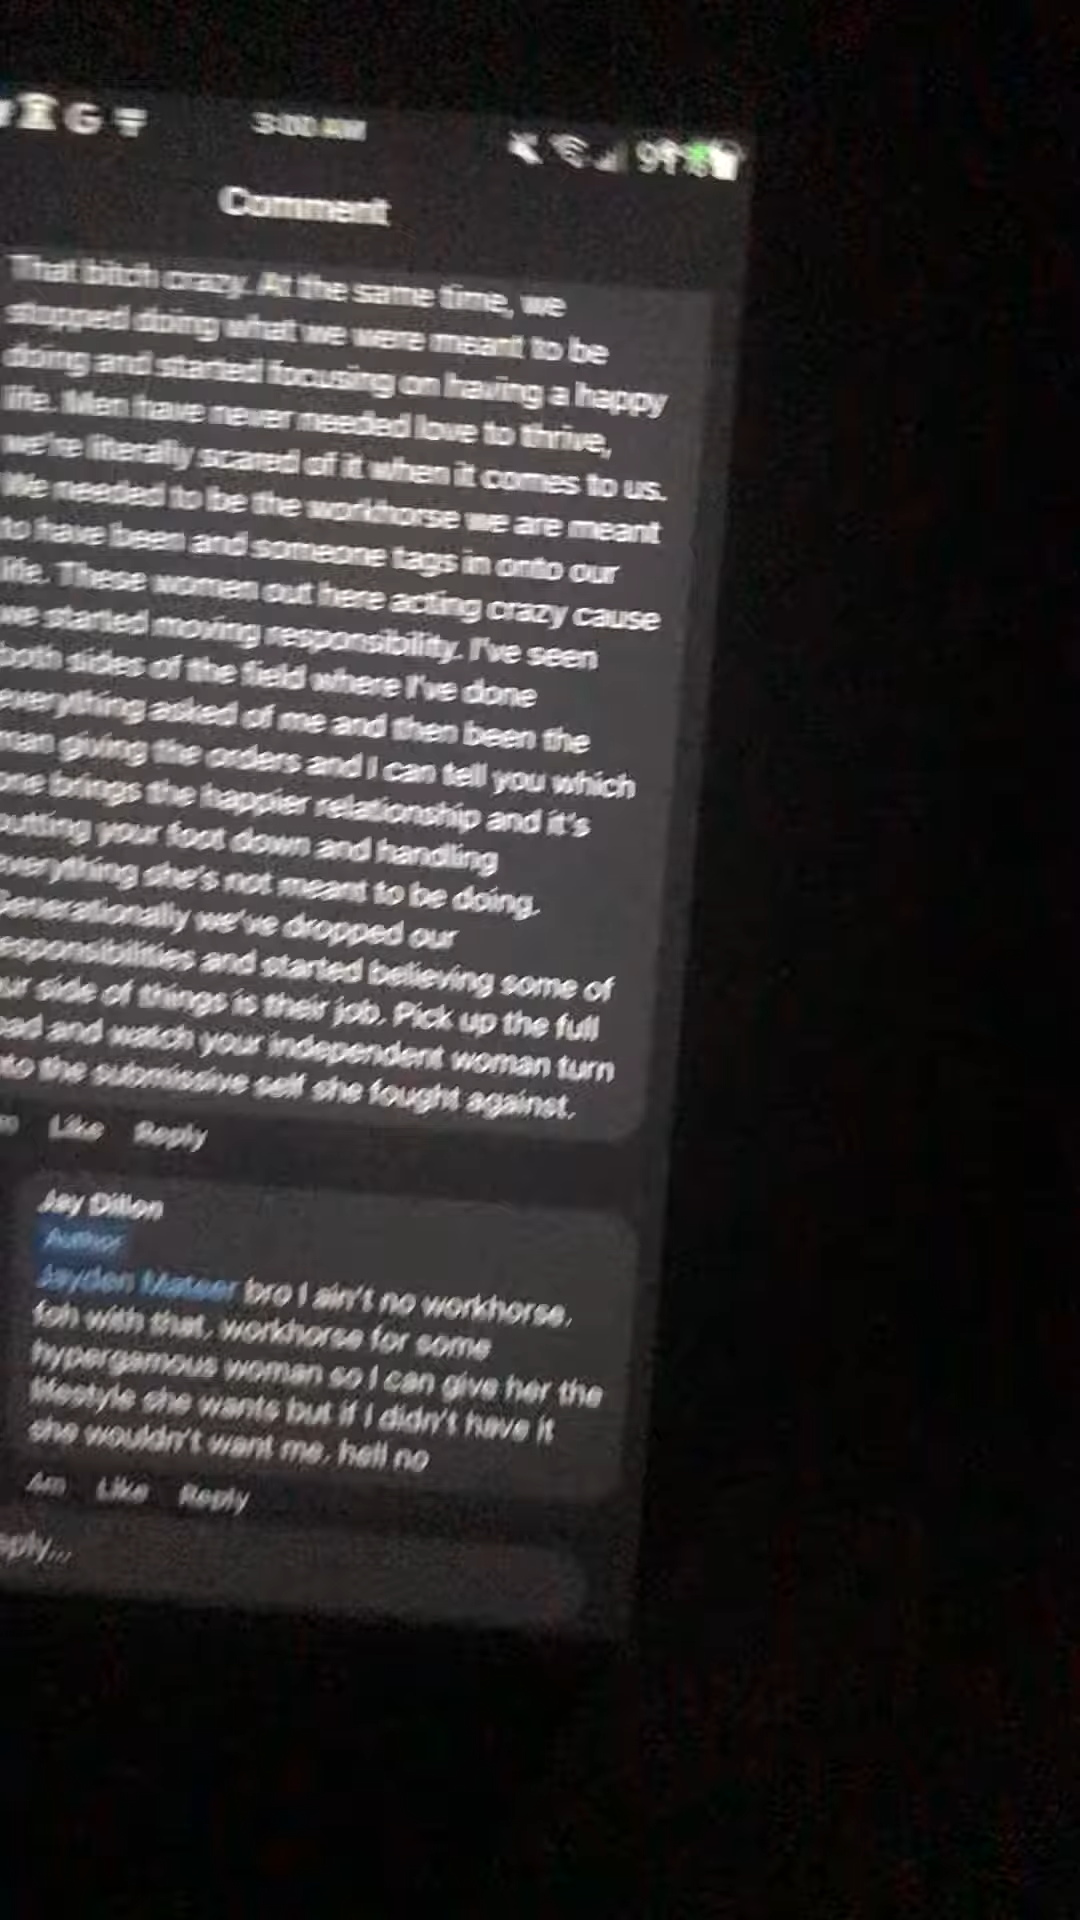 G
3:00 AM
Comment
That bitch crazy. At the same time, we
stopped doing what we were meant to be
doing and started focusing on having a happy
life. Men have never needed love to thrive,
we're literally scared of it when it comes to us.
We needed to be the workhorse we are meant
to have been and someone tags in onto our
life. These women out here acting crazy cause
we started moving responsibility. I've seen
both sides of the field where I've done
everything asked of me and then been the
man giving the orders and I can tell you which
one brings the happier relationship and it's
putting your foot down and handling
everything she's not meant to be doing.
Generationally we've dropped our
esponsibilities and started believing some of
ur side of things is their job. Pick up the full
oad and watch your independent woman turn
nto the submissive self she fought against.
Like Reply
Jay Dillon
Author
Jayden Mateer bro I ain't no workhorse,
foh with that, workhorse for some
hypergamous woman so I can give her the
lifestyle she wants but if I didn't have it
she wouldn't want me, hell no
Like Reply
eply...